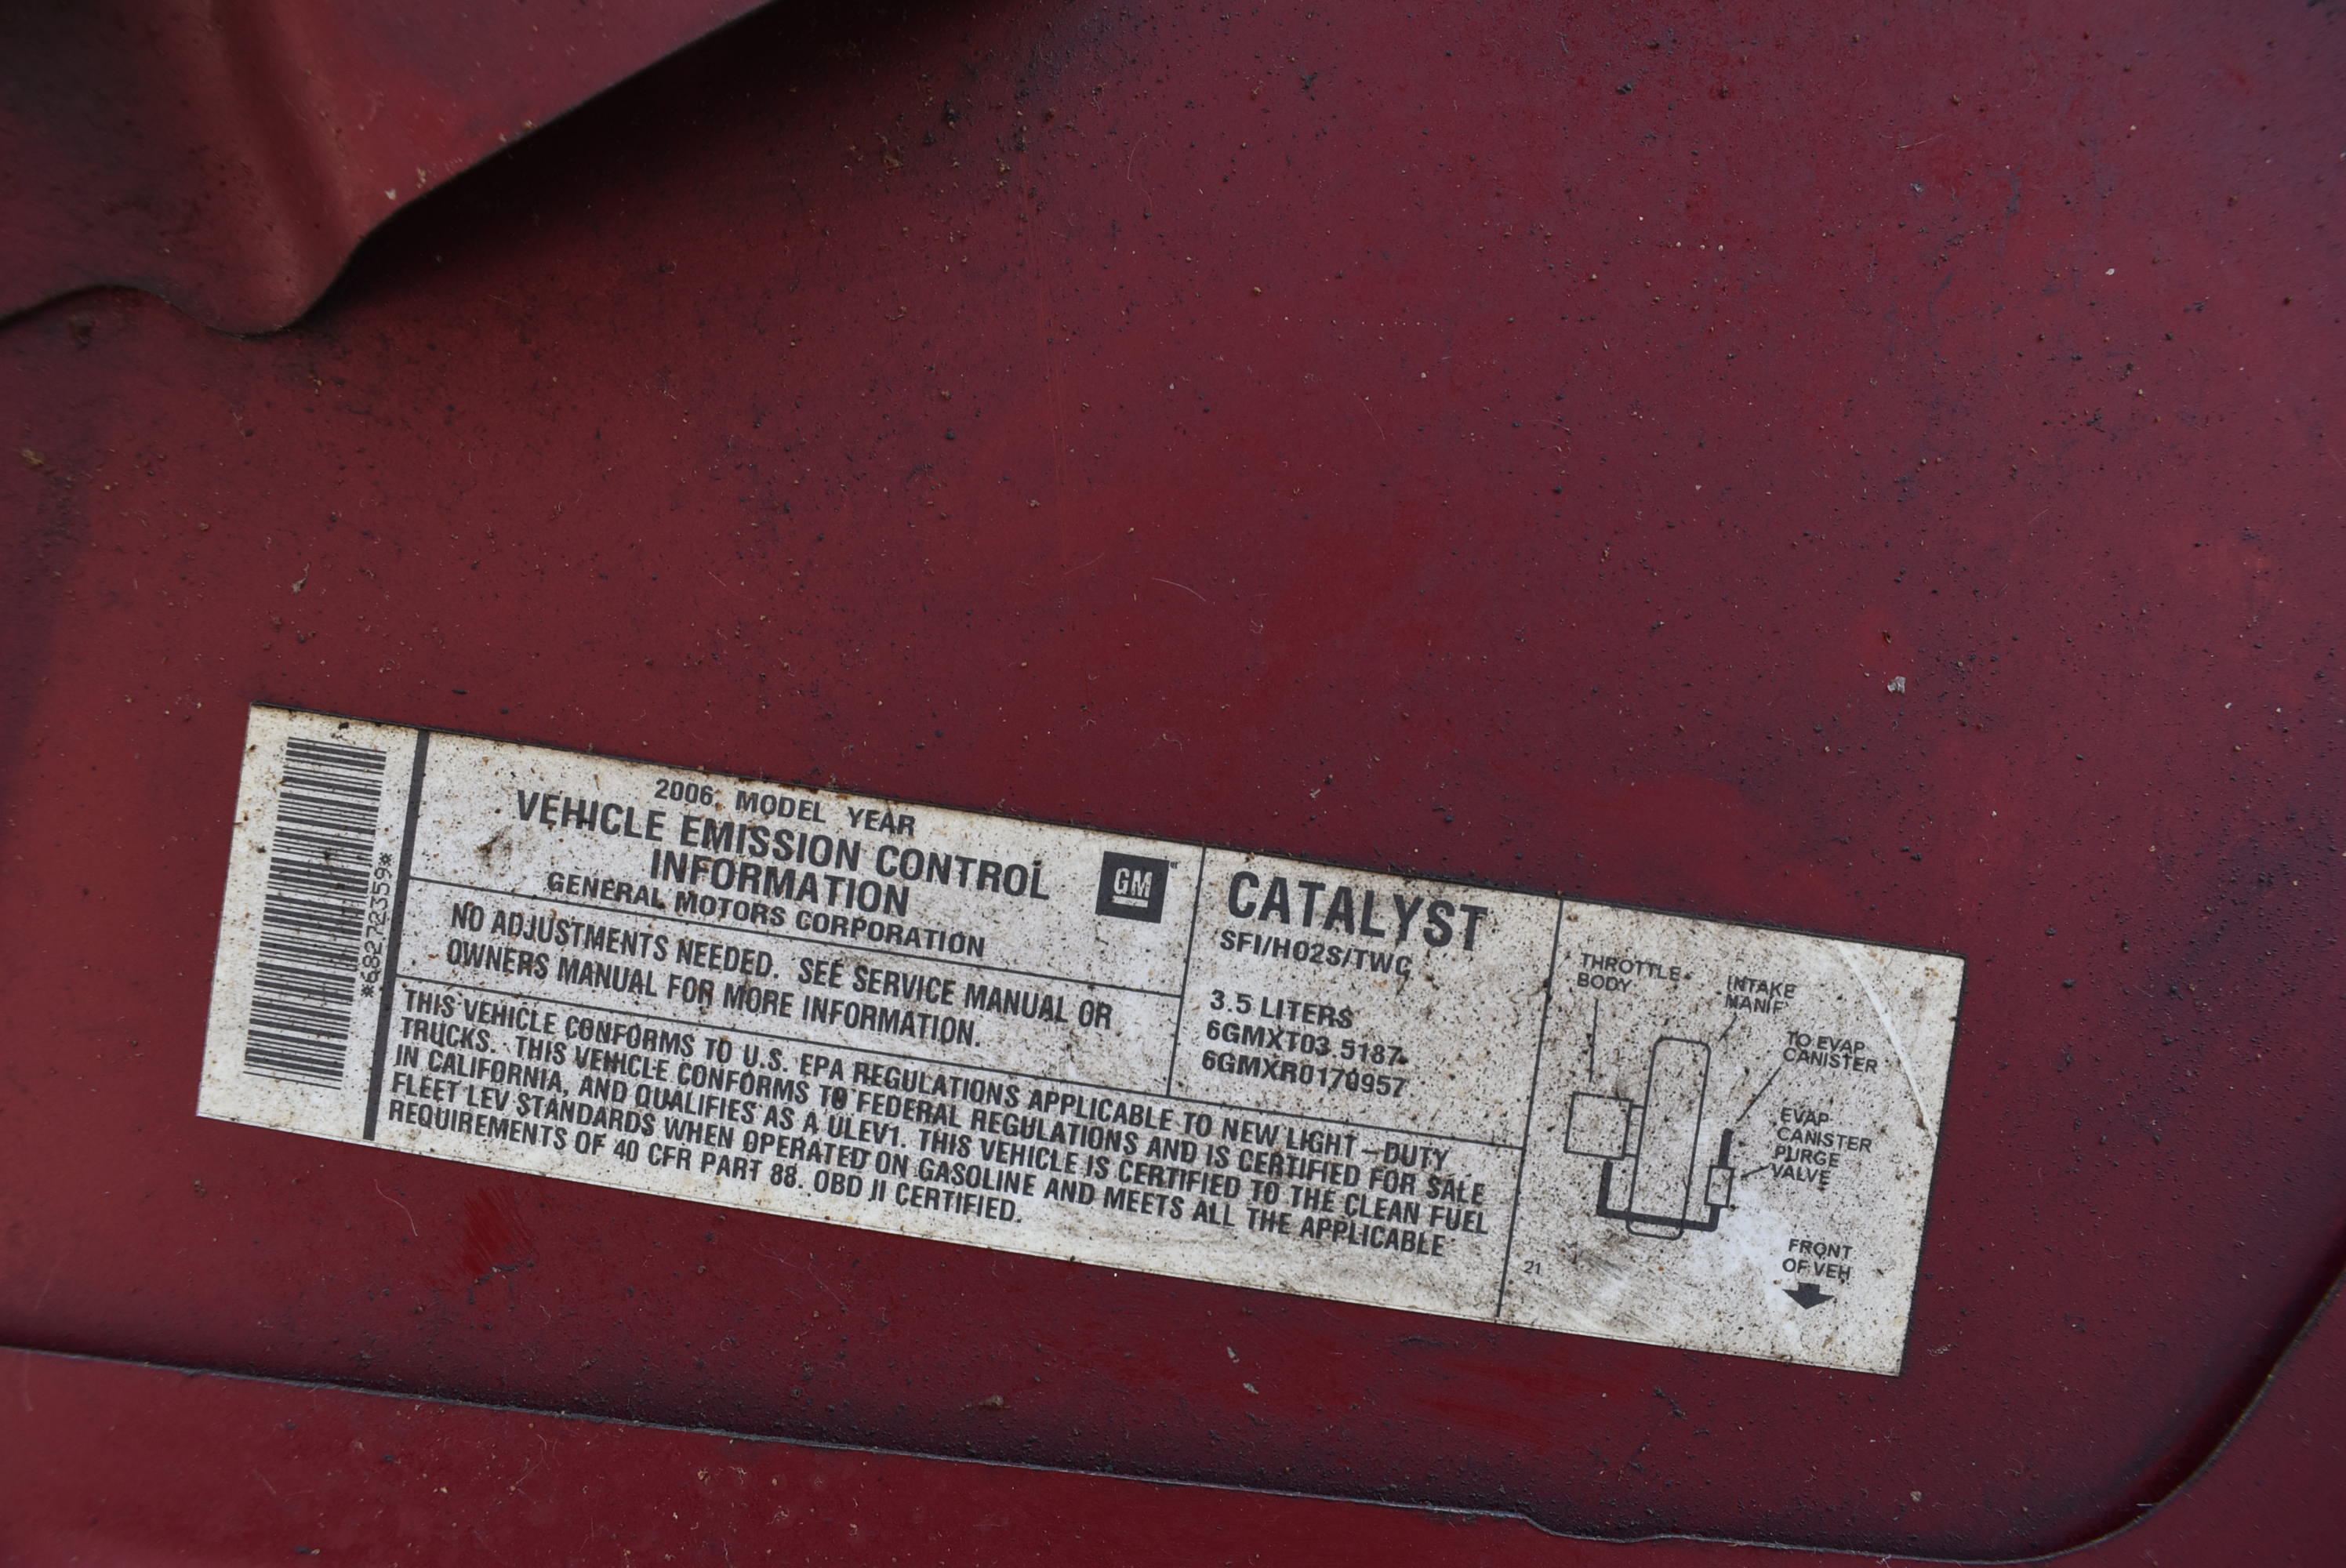 *682723​59*
2006 MODEL YEAR
VEHICLE EMISSION CONTROL
INFORMATION
GENERAL MOTORS CORPORATION
GM
NO ADJUSTMENTS NEEDED. SEE SERVICE MANUAL OR
OWNERS MANUAL FOR MORE INFORMATION.
THIS VEHICLE CONFORMS TO U.S. EPA REGULATIONS APPLICABLE TO NEW LIGHT-DUTY
TRUCKS. THIS VEHICLE CONFORMS TO FEDERAL REGULATIONS AND IS CERTIFIED FOR SALE
IN CALIFORNIA, AND QUALIFIES AS A ULEV1. THIS VEHICLE IS CERTIFIED TO THE CLEAN FUEL
FLEET LEV STANDARDS WHEN OPERATED ON GASOLINE AND MEETS ALL THE APPLICABLE
REQUIREMENTS OF 40 CFR PART 88. OBD II CERTIFIED.
CATALYST
SFI/HO2S/TWC
3.5 LITERS
6GMXT03.5187
6GMXR0170957
THROTTLE
BODY
INTAKE
MANIF
TO EVAP
CANISTER
EVAP
CANISTER
PURGE
VALVE
FRONT
OF VEH
21